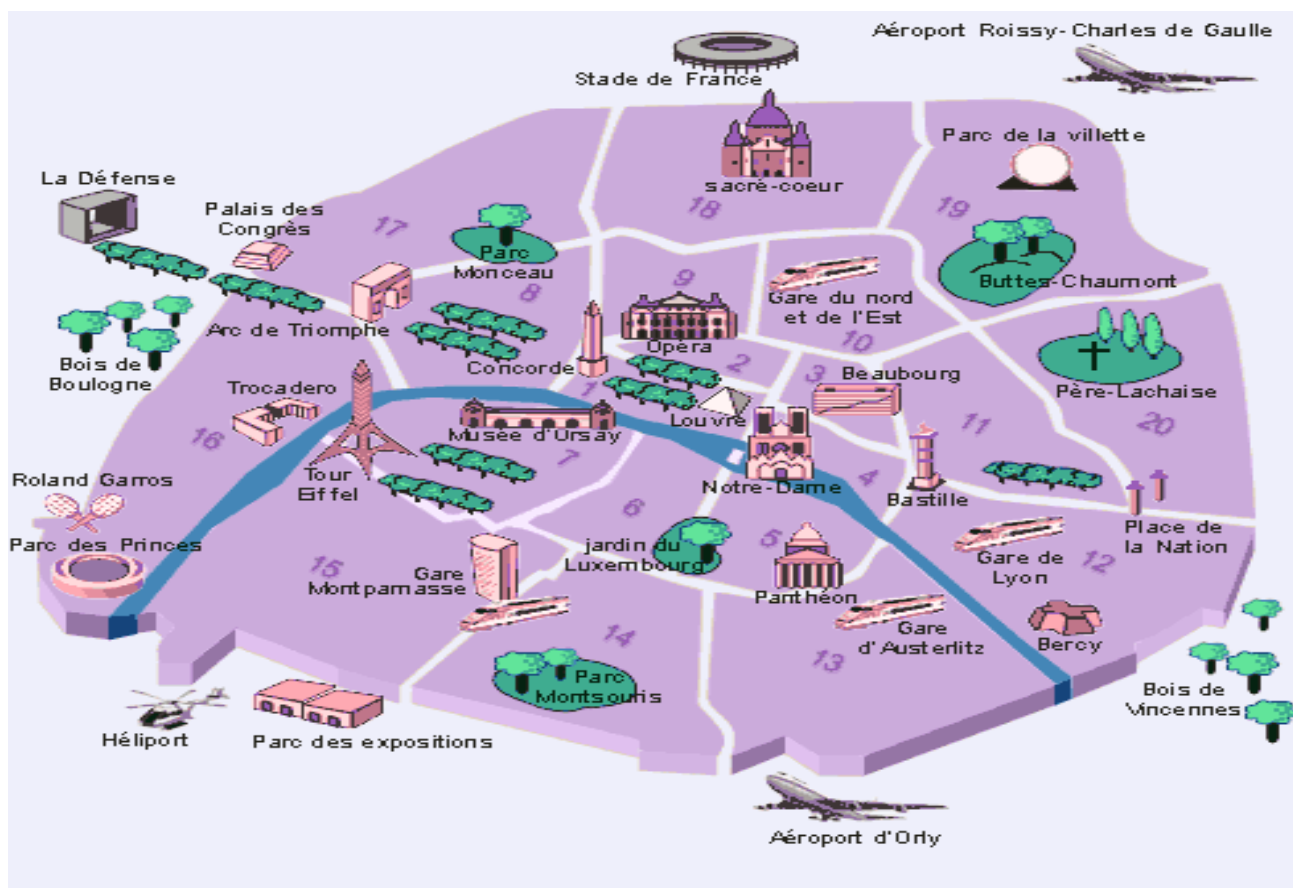 Aéroport Roissy-Charles de Gaulle
Stade de France
Parc de la villette
La Défense
sacré-coeur
Palais des
Congrès
17
18
19
Parc
Monceau
Buttes-Chaumont
8
9
Gare du nord
et de l'Est
Arc de Triomphe
Opéra
10
Bois de
Boulogne
Concorde
2
3
Beaubourg
Trocadero
1
Louvre
Père-Lachaise
16
Musée d'Orsay
11
20
7
Tour
Eiffel
Notre-Dame
4
Bastille
Roland Garros
6
Place de
la Nation
Parc des Princes
jardin du
Luxembourg
5
Gare de
Lyon
12
15
Gare
Montparnasse
Panthéon
Gare
d'Austerlitz
Bercy
14
13
Parc
Montsouris
Bois de
Vincennes
Héliport
Parc des expositions
Aéroport d'Orly